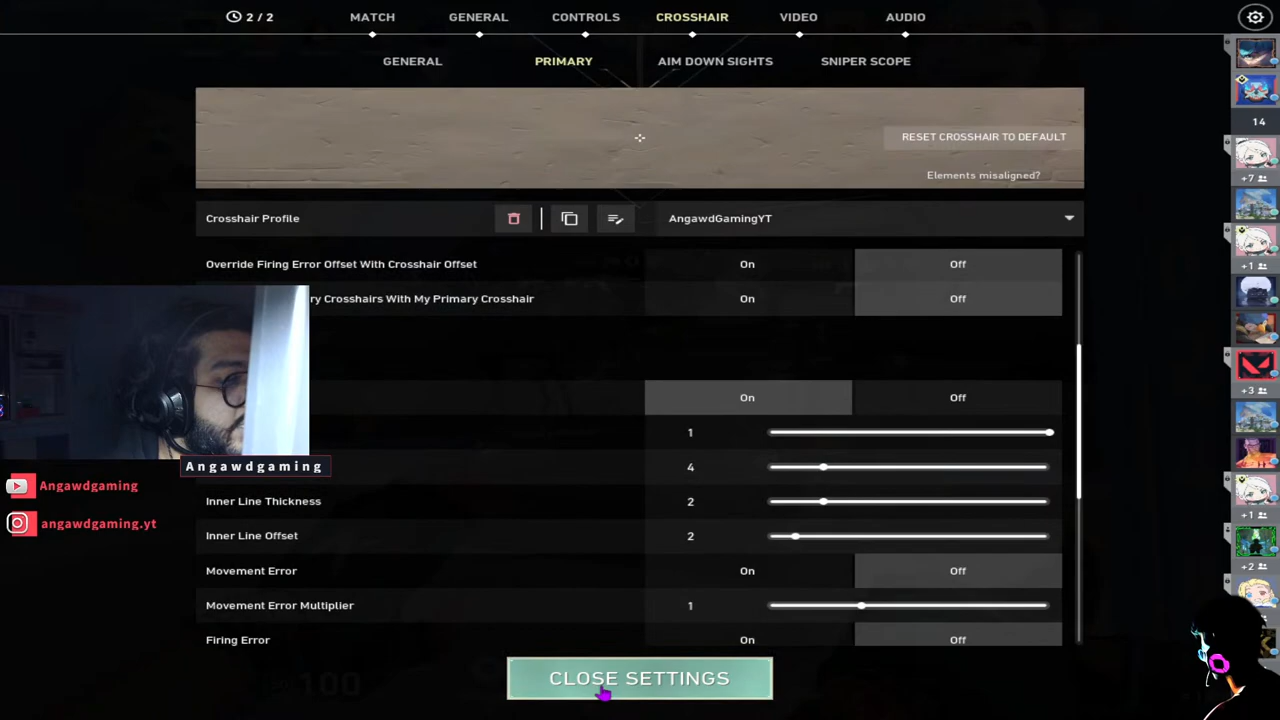 2 / 2 MATCH GENERAL CONTROLS CROSSHAIR VIDEO AUDIO
GENERAL PRIMARY AIM DOWN SIGHTS SNIPER SCOPE
14
RESET CROSSHAIR TO DEFAULT
Elements misaligned?
+7
Crosshair Profile AngawdGamingYT
Override Firing Error Offset With Crosshair Offset On Off
+1
ry Crosshairs With My Primary Crosshair On Off
+3
On Off
1
4
Angawdgaming
Angawdgaming
Inner Line Thickness 2
+1
angawdgaming.yt
Inner Line Offset 2
+2
Movement Error On Off
Movement Error Multiplier 1
Firing Error On Off
CLOSE SETTINGS
100